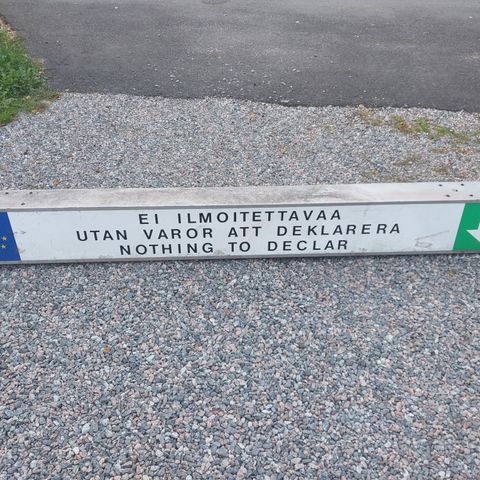 EI ILMOITETTAVAA
UTAN VAROR ATT DEKLARERA
NOTHING TO DECLAR